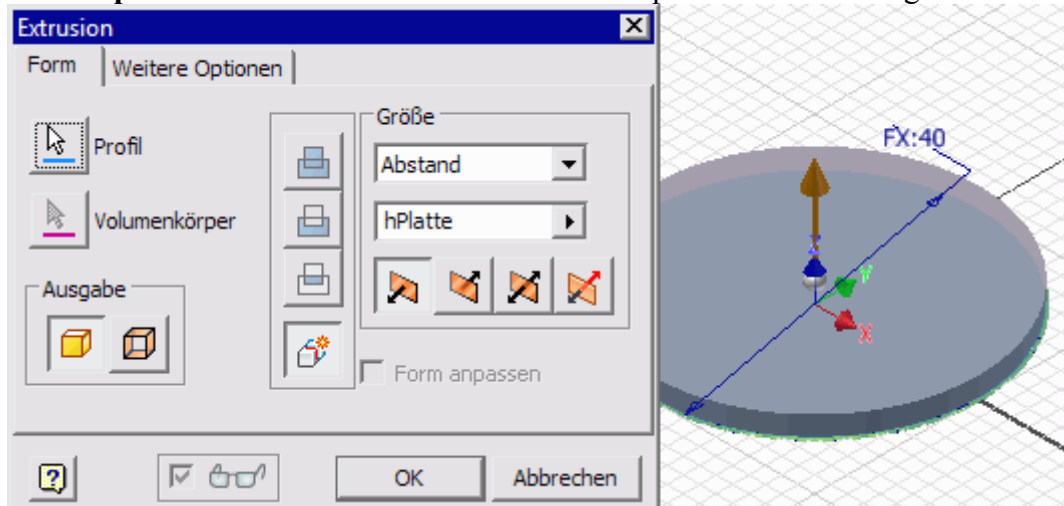 Extrusion
Form
Weitere Optionen
Profil
Volumenkörper
Ausgabe
Größe
Abstand
hPlatte
Form anpassen
OK
Abbrechen
FX:40
Z
Y
X